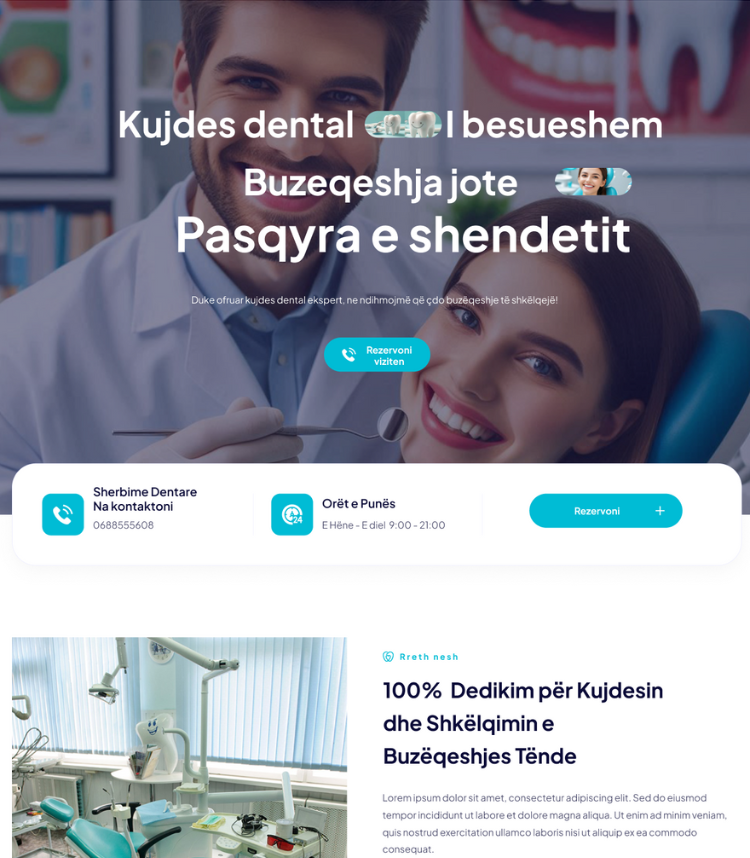 Kujdes dental I besueshem
Buzeqeshja jote
Pasqyra e shendetit
Duke ofruar kujdes dental ekspert, ne ndihmojmë që çdo buzëqeshje të shkëlqejë!
Rezervoni
viziten
Sherbime Dentare
Na kontaktoni
0688555608
24
Orët e Punës
E Hëne - E diel 9:00 - 21:00
Rezervoni
Rreth nesh
100% Dedikim për Kujdesin
dhe Shkëlqimin e
Buzëqeshjes Tënde
Lorem ipsum dolor sit amet, consectetur adipiscing elit. Sed do eiusmod
tempor incididunt ut labore et dolore magna aliqua. Ut enim ad minim veniam,
quis nostrud exercitation ullamco laboris nisi ut aliquip ex ea commodo
consequat.